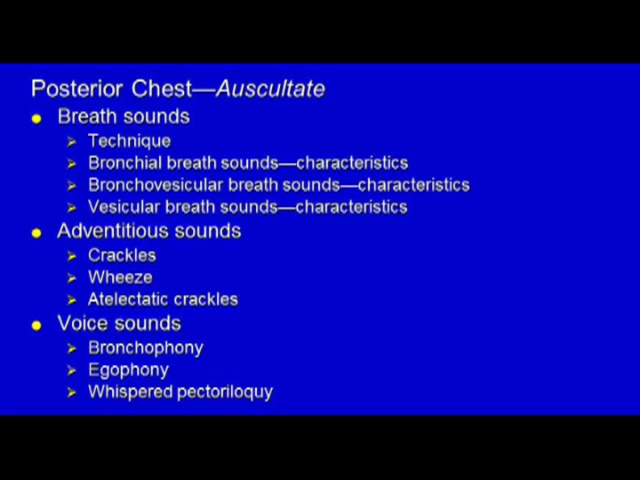 Posterior Chest—Auscultate
Breath sounds
Technique
Bronchial breath sounds—characteristics
Bronchovesicular breath sounds—characteristics
Vesicular breath sounds—characteristics
Adventitious sounds
Crackles
Wheeze
Atelectatic crackles
Voice sounds
Bronchophony
Egophony
Whispered pectoriloquy